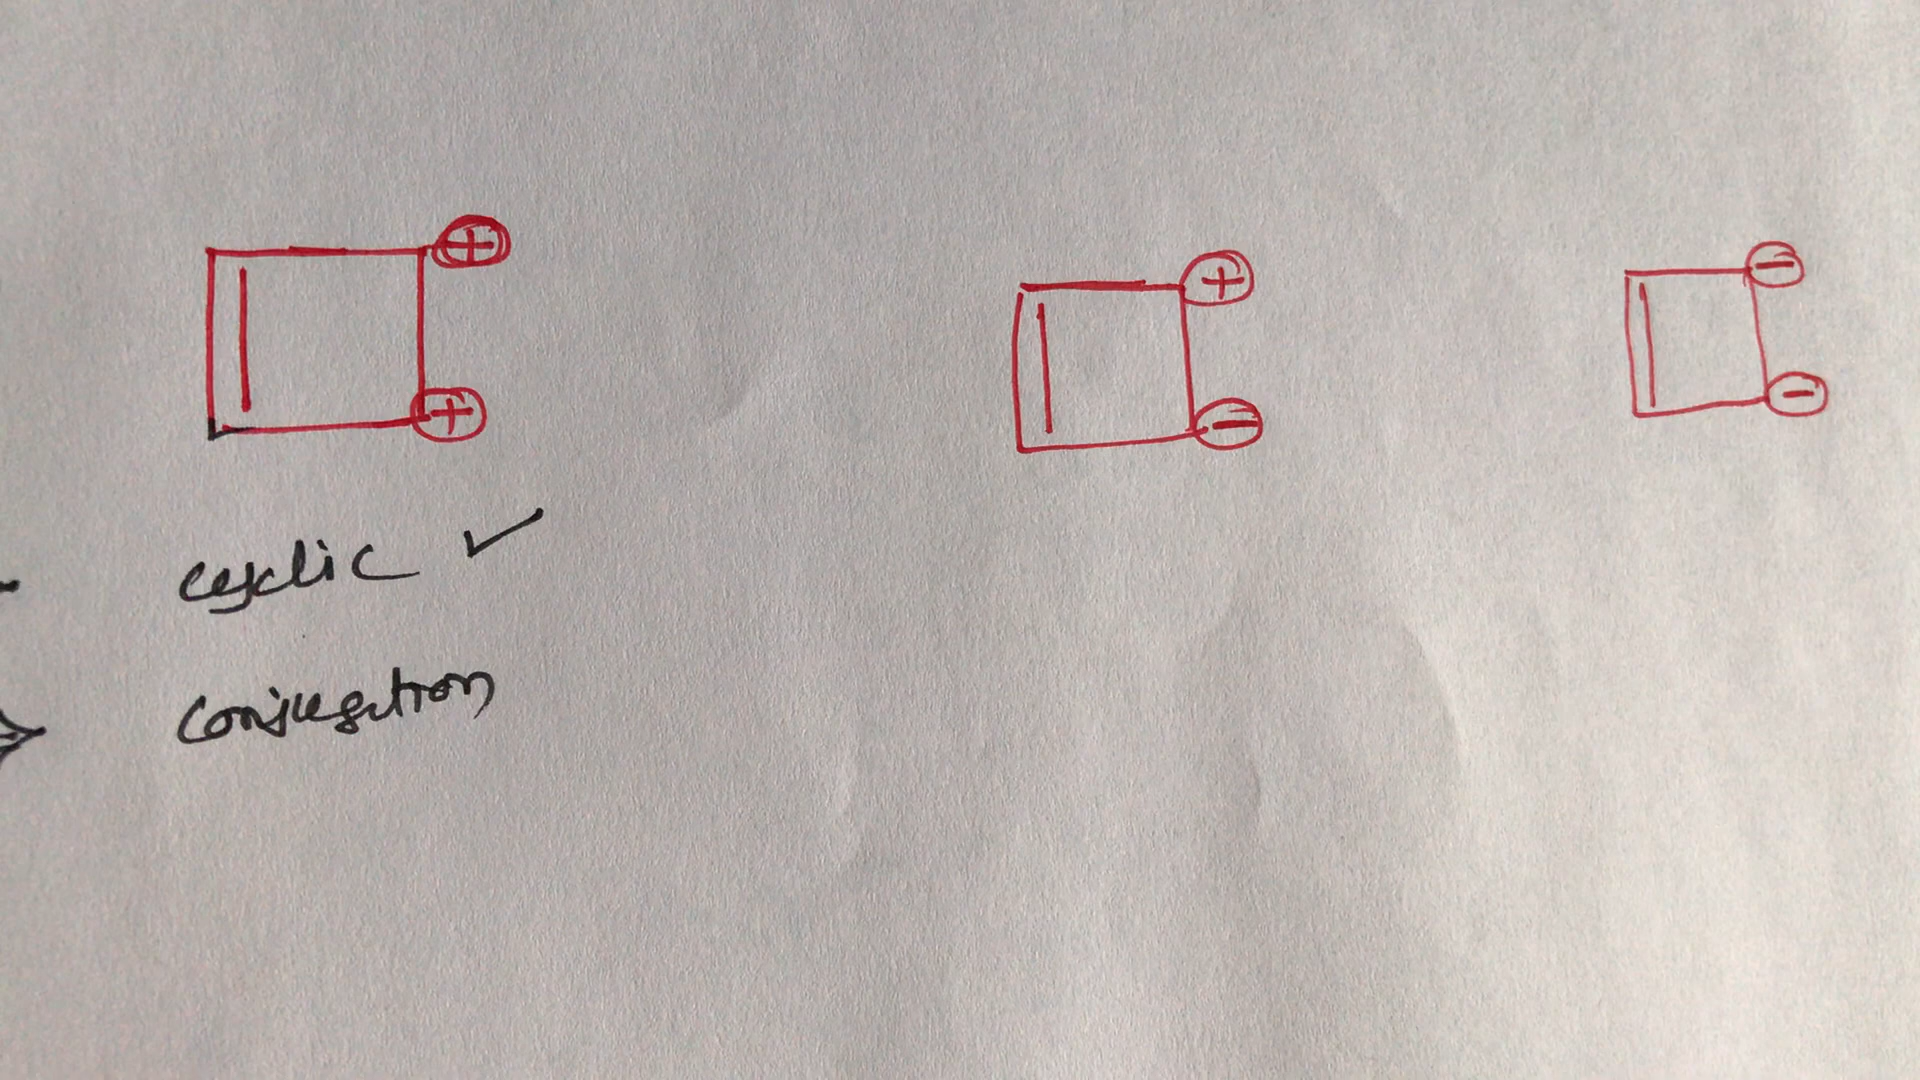 + + -
+ - -
cyclic ✓
conjugation